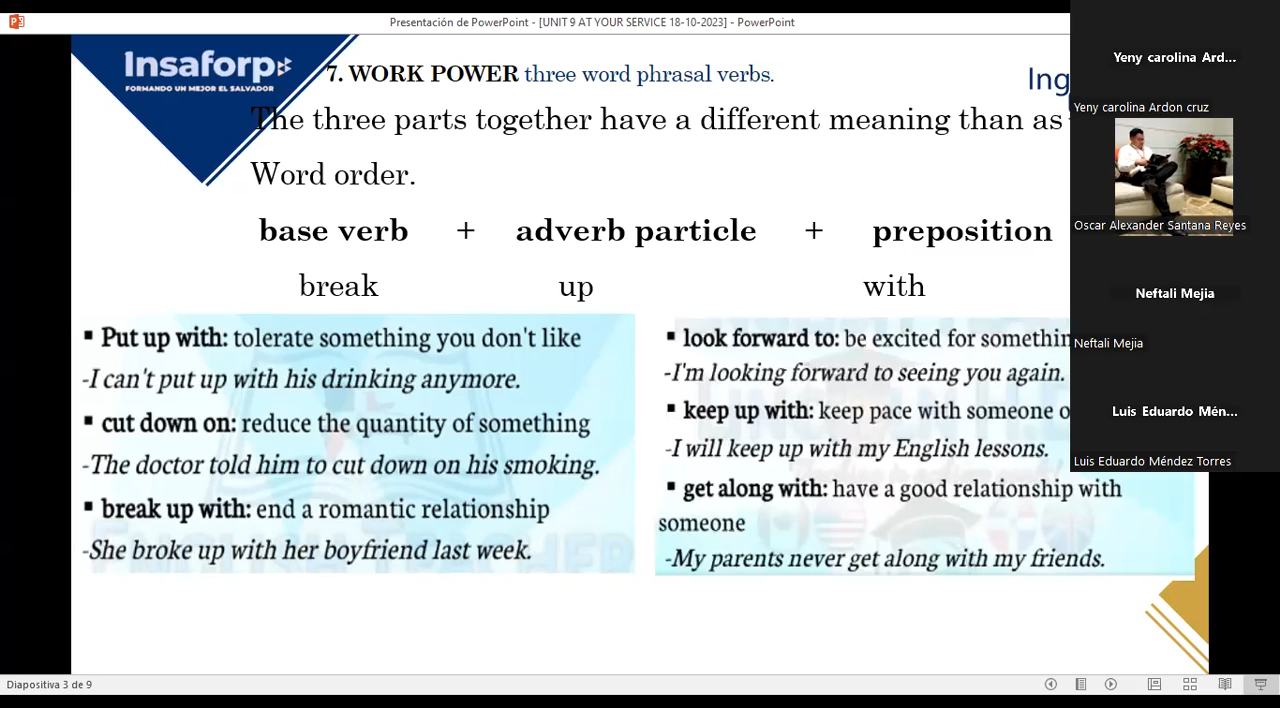 Presentación de PowerPoint - [UNIT 9 AT YOUR SERVICE 18-10-2023] - PowerPoint
Insaforp
FORMANDO UN MEJOR EL SALVADOR
7. WORK POWER three word phrasal verbs.
Ing
The three parts together have a different meaning than as
Word order.
base verb + adverb particle + preposition
break up with
▪ Put up with: tolerate something you don't like
-I can't put up with his drinking anymore.
▪ cut down on: reduce the quantity of something
-The doctor told him to cut down on his smoking.
▪ break up with: end a romantic relationship
-She broke up with her boyfriend last week.
▪ look forward to: be excited for somethin
-I'm looking forward to seeing you again.
▪ keep up with: keep pace with someone o
-I will keep up with my English lessons.
▪ get along with: have a good relationship with
someone
-My parents never get along with my friends.
Yeny carolina Ard...
Yeny carolina Ardon cruz
Oscar Alexander Santana Reyes
Neftali Mejia
Neftali Mejia
Luis Eduardo Mén...
Luis Eduardo Méndez Torres
Diapositiva 3 de 9